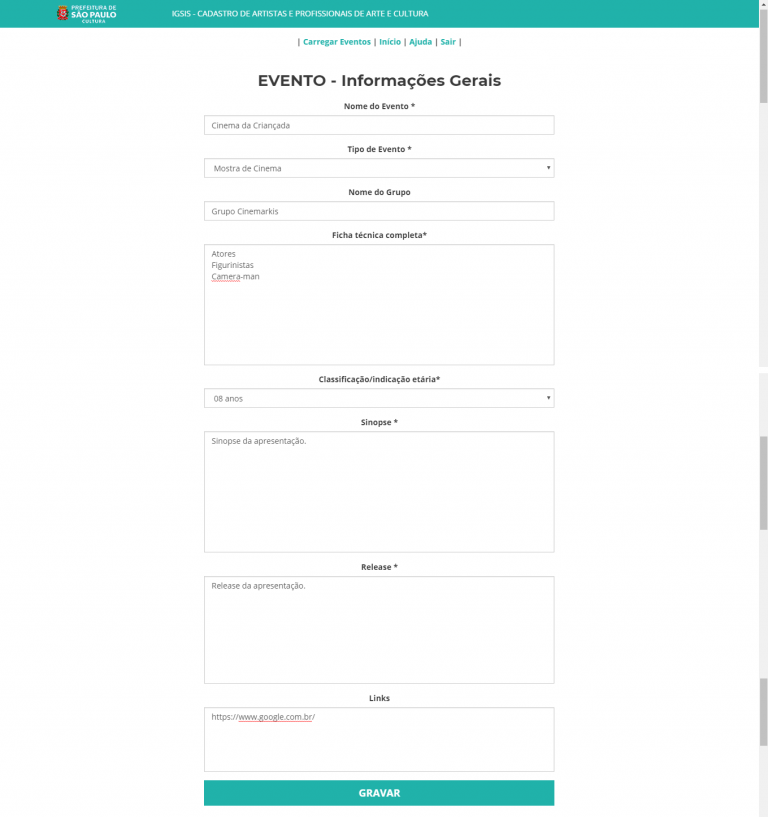 PREFEITURA DE
SÃO PAULO
CULTURA
IGSIS - CADASTRO DE ARTISTAS E PROFISSIONAIS DE ARTE E CULTURA
| Carregar Eventos | Início | Ajuda | Sair |
EVENTO - Informações Gerais
Nome do Evento *
Cinema da Criançada
Tipo de Evento *
Mostra de Cinema
Nome do Grupo
Grupo Cinemarkis
Ficha técnica completa*
Atores
Figurinistas
Camera-man
Classificação/indicação etária*
08 anos
Sinopse *
Sinopse da apresentação.
Release *
Release da apresentação.
Links
https://www.google.com.br/
GRAVAR